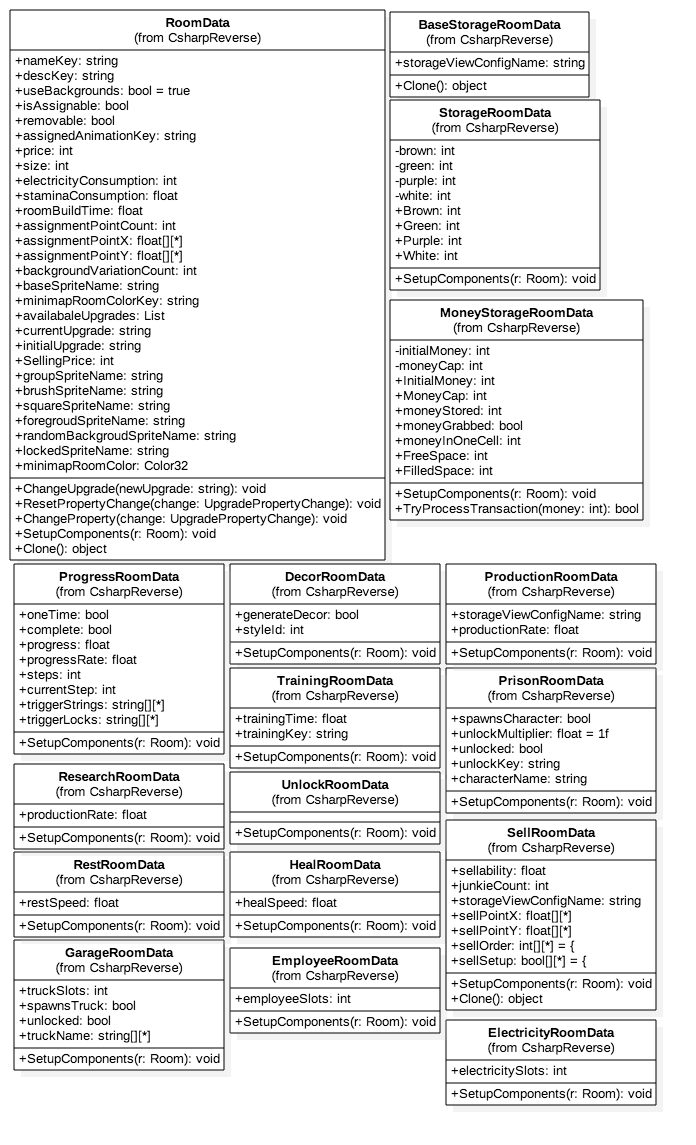 RoomData
(from CsharpReverse)
+nameKey: string
+descKey: string
+useBackgrounds: bool = true
+isAssignable: bool
+removable: bool
+assignedAnimationKey: string
+price: int
+size: int
+electricityConsumption: int
+staminaConsumption: float
+roomBuildTime: float
+assignmentPointCount: int
+assignmentPointX: float[][*]
+assignmentPointY: float[][*]
+backgroundVariationCount: int
+baseSpriteName: string
+minimapRoomColorKey: string
+availabaleUpgrades: List
+currentUpgrade: string
+initialUpgrade: string
+SellingPrice: int
+groupSpriteName: string
+brushSpriteName: string
+squareSpriteName: string
+foregroudSpriteName: string
+randomBackgroudSpriteName: string
+lockedSpriteName: string
+minimapRoomColor: Color32
+ChangeUpgrade(newUpgrade: string): void
+ResetPropertyChange(change: UpgradePropertyChange): void
+ChangeProperty(change: UpgradePropertyChange): void
+SetupComponents(r: Room): void
+Clone(): object
BaseStorageRoomData
(from CsharpReverse)
+storageViewConfigName: string
+Clone(): object
StorageRoomData
(from CsharpReverse)
-brown: int
-green: int
-purple: int
-white: int
+Brown: int
+Green: int
+Purple: int
+White: int
+SetupComponents(r: Room): void
MoneyStorageRoomData
(from CsharpReverse)
-initialMoney: int
-moneyCap: int
+InitialMoney: int
+MoneyCap: int
+moneyStored: int
+moneyGrabbed: bool
+moneyInOneCell: int
+FreeSpace: int
+FilledSpace: int
+SetupComponents(r: Room): void
+TryProcessTransaction(money: int): bool
ProgressRoomData
(from CsharpReverse)
+oneTime: bool
+complete: bool
+progress: float
+progressRate: float
+steps: int
+currentStep: int
+triggerStrings: string[][*]
+triggerLocks: string[][*]
+SetupComponents(r: Room): void
ResearchRoomData
(from CsharpReverse)
+productionRate: float
+SetupComponents(r: Room): void
RestRoomData
(from CsharpReverse)
+restSpeed: float
+SetupComponents(r: Room): void
GarageRoomData
(from CsharpReverse)
+truckSlots: int
+spawnsTruck: bool
+unlocked: bool
+truckName: string[][*]
+SetupComponents(r: Room): void
DecorRoomData
(from CsharpReverse)
+generateDecor: bool
+styleId: int
+SetupComponents(r: Room): void
TrainingRoomData
(from CsharpReverse)
+trainingTime: float
+trainingKey: string
+SetupComponents(r: Room): void
UnlockRoomData
(from CsharpReverse)
+SetupComponents(r: Room): void
HealRoomData
(from CsharpReverse)
+healSpeed: float
+SetupComponents(r: Room): void
EmployeeRoomData
(from CsharpReverse)
+employeeSlots: int
+SetupComponents(r: Room): void
ProductionRoomData
(from CsharpReverse)
+storageViewConfigName: string
+productionRate: float
+SetupComponents(r: Room): void
PrisonRoomData
(from CsharpReverse)
+spawnsCharacter: bool
+unlockMultiplier: float = 1f
+unlocked: bool
+unlockKey: string
+characterName: string
+SetupComponents(r: Room): void
SellRoomData
(from CsharpReverse)
+sellability: float
+junkieCount: int
+storageViewConfigName: string
+sellPointX: float[][*]
+sellPointY: float[][*]
+sellOrder: int[][*] = {
+sellSetup: bool[][*] = {
+SetupComponents(r: Room): void
+Clone(): object
ElectricityRoomData
(from CsharpReverse)
+electricitySlots: int
+SetupComponents(r: Room): void